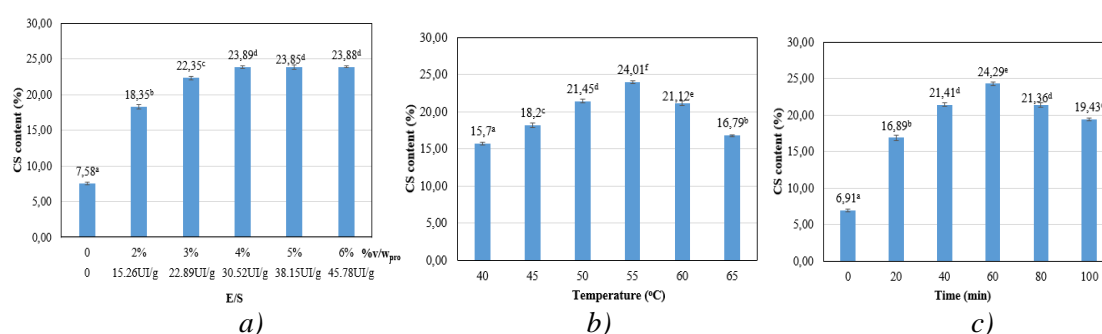 30,00
25,00
20,00
15,00
10,00
5,00
0,00
CS content (%)
7,58ᵃ
18,35ᵇ
22,35ᶜ
23,89ᵈ
23,85ᵈ
23,88ᵈ
0 2% 3% 4% 5% 6% %v/wpro
0 15.26UI/g 22.89UI/g 30.52UI/g 38.15UI/g 45.78UI/g
E/S
a)
30,00
25,00
20,00
15,00
10,00
5,00
0,00
CS content (%)
15,7ᵃ
18,2ᶜ
21,45ᵈ
24,01ᶠ
21,12ᵉ
16,79ᵇ
40 45 50 55 60 65
Temperature (°C)
b)
30,00
25,00
20,00
15,00
10,00
5,00
0,00
CS content (%)
6,91ᵃ
16,89ᵇ
21,41ᵈ
24,29ᵉ
21,36ᵈ
19,43ᶜ
0 20 40 60 80 100
Time (min)
c)